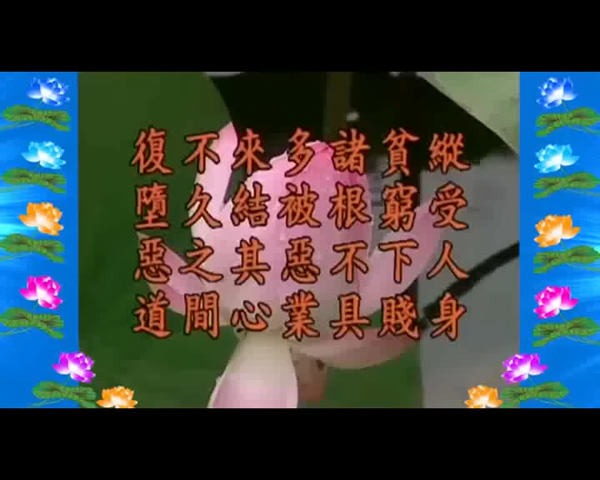 縱受人身
貧窮下賤
諸根不具
多被惡業
來結其心
不久之間
復墮惡道